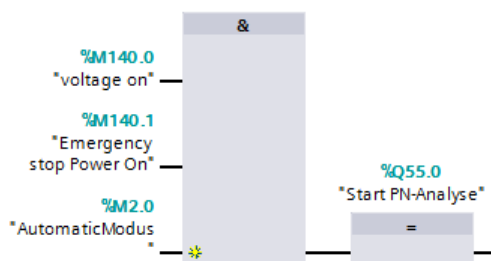 &
%M140.0
"voltage on"
%M140.1
"Emergency
stop Power On"
%Q55.0
"Start PN-Analyse"
%M2.0
"AutomaticModus
"
=